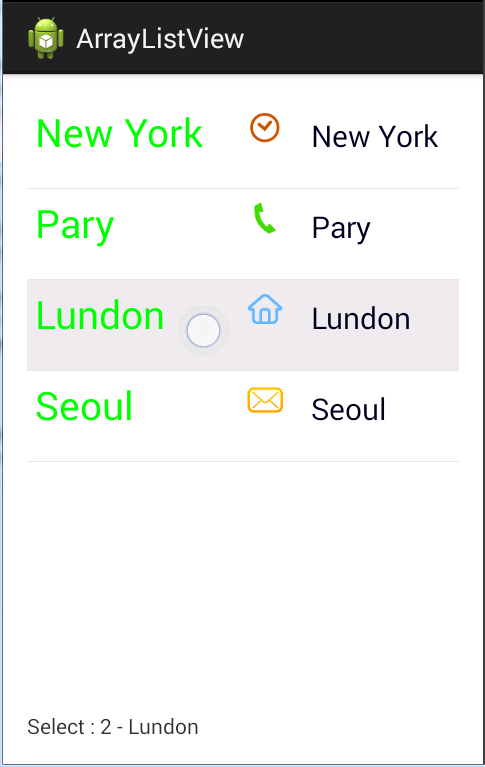 ArrayListView
New York New York
Pary Pary
Lundon Lundon
Seoul Seoul
Select : 2 - Lundon